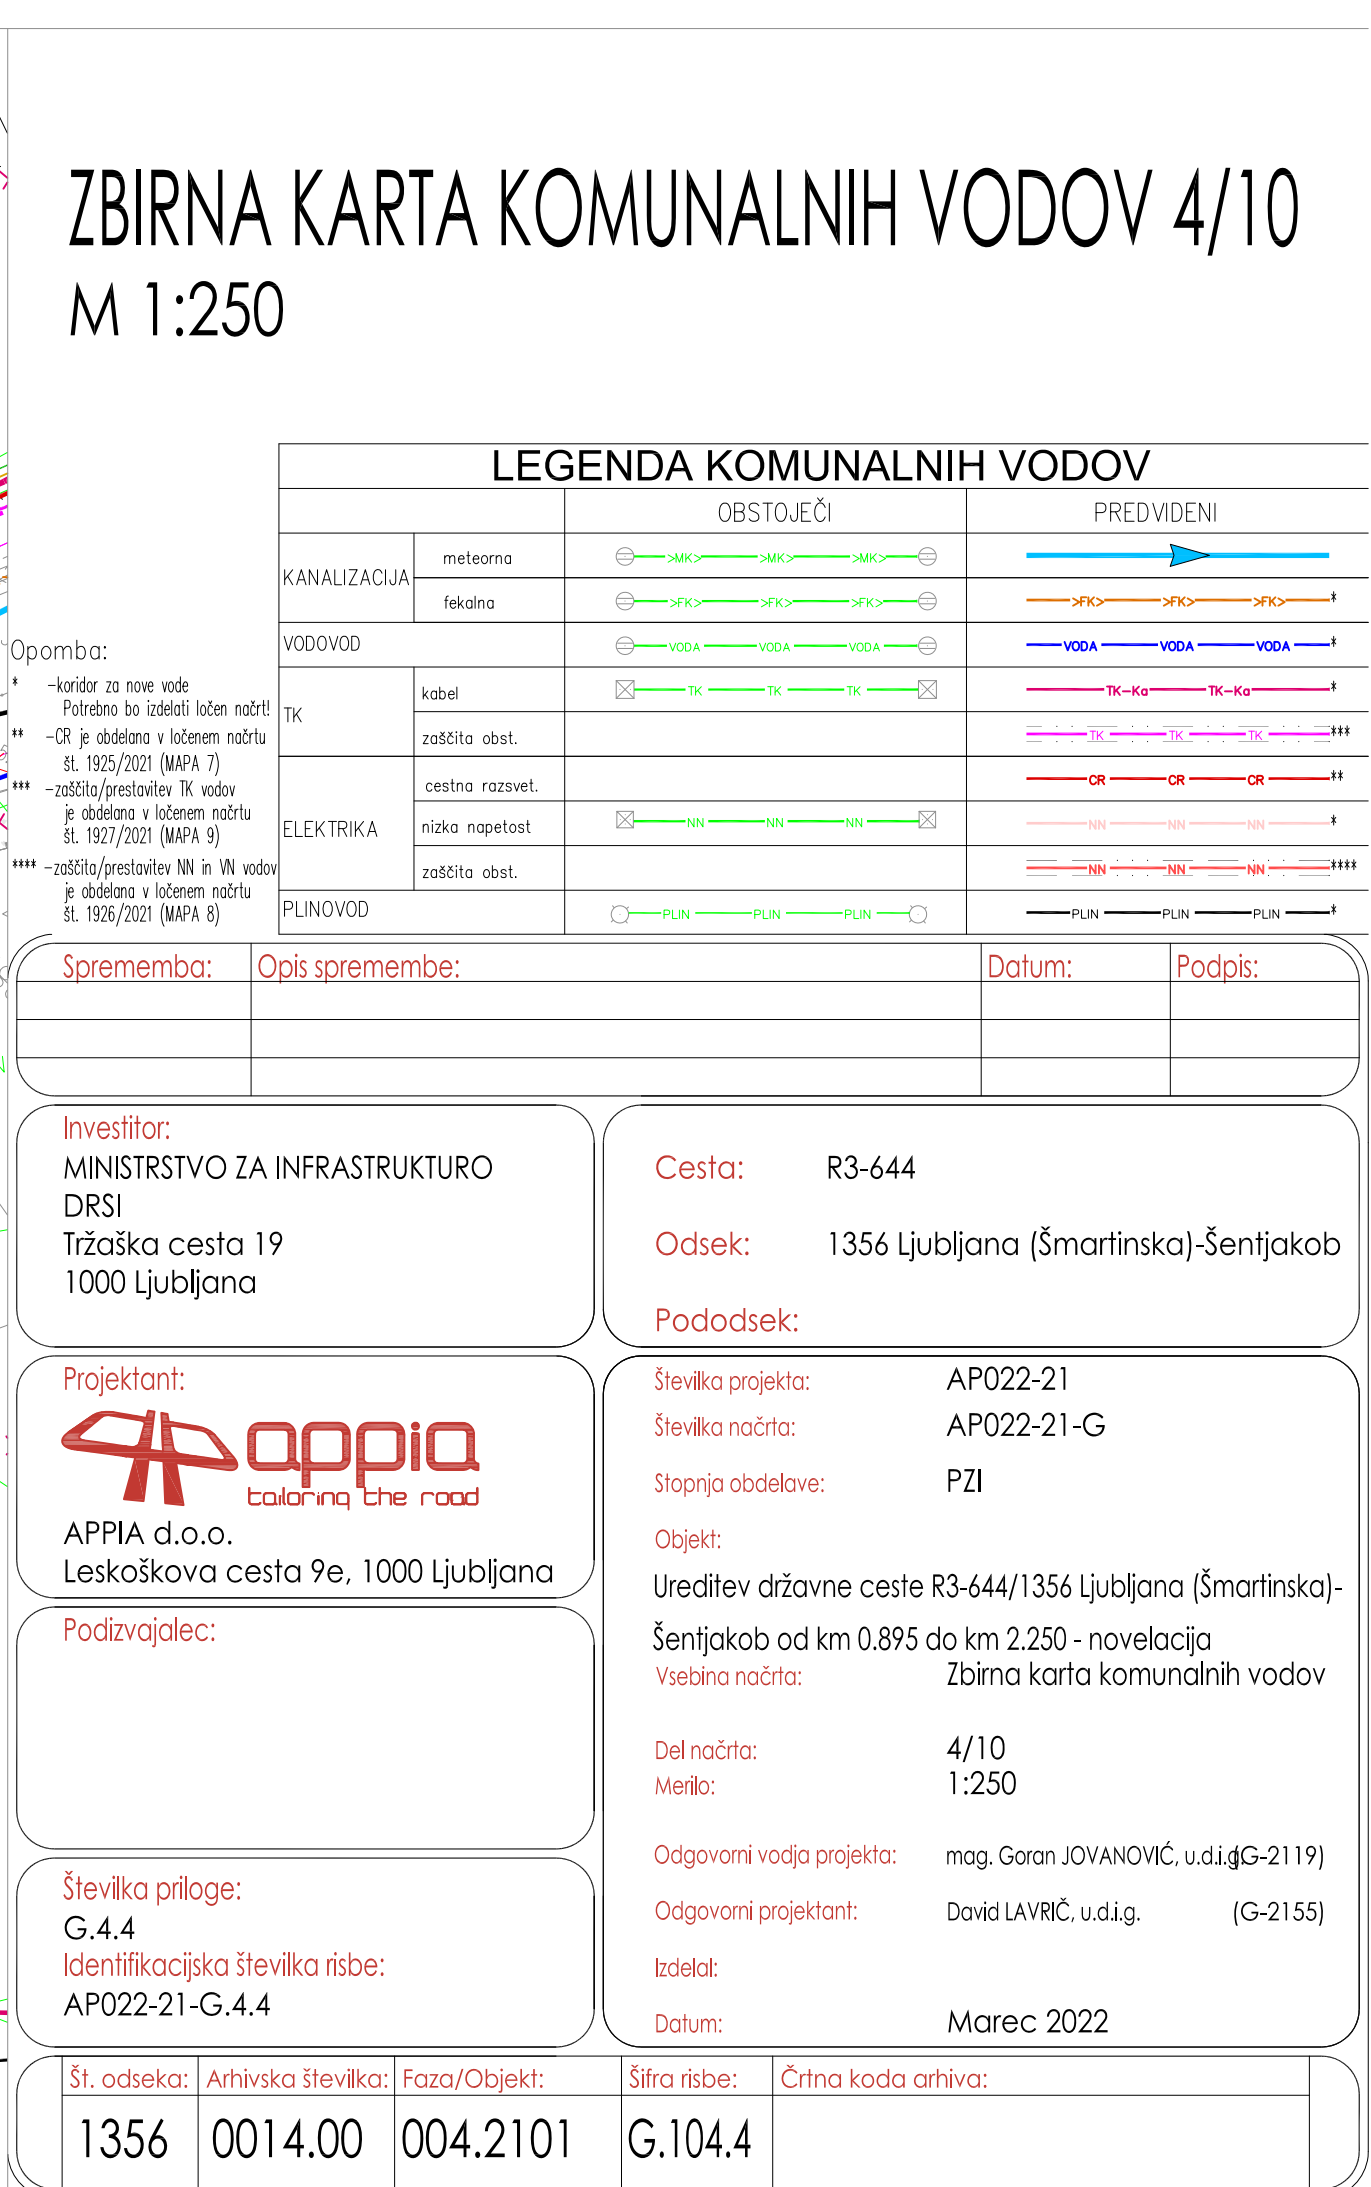 ZBIRNA KARTA KOMUNALNIH VODOV 4/10
M 1:250
LEGENDA KOMUNALNIH VODOV
OBSTOJEČI PREDVIDENI
KANALIZACIJA meteorna >MK> >MK> >MK>
fekalna >FK> >FK> >FK> >FK> >FK> >FK> *
VODOVOD VODA VODA VODA VODA VODA VODA *
TK kabel TK TK TK TK-Ka TK-Ka *
zaščita obst. TK TK TK ***
ELEKTRIKA cestna razsvet. CR CR CR **
nizka napetost NN NN NN NN NN NN *
zaščita obst. NN NN NN ****
PLINOVOD PLIN PLIN PLIN PLIN PLIN PLIN *
Opomba:
* -koridor za nove vode
Potrebno bo izdelati ločen načrt!
** -CR je obdelana v ločenem načrtu
št. 1925/2021 (MAPA 7)
*** -zaščita/prestavitev TK vodov
je obdelana v ločenem načrtu
št. 1927/2021 (MAPA 9)
**** -zaščita/prestavitev NN in VN vodov
je obdelana v ločenem načrtu
št. 1926/2021 (MAPA 8)
Sprememba: Opis spremembe: Datum: Podpis:
Investitor:
MINISTRSTVO ZA INFRASTRUKTURO
DRSI
Tržaška cesta 19
1000 Ljubljana
Cesta: R3-644
Odsek: 1356 Ljubljana (Šmartinska)-Šentjakob
Pododsek:
Projektant:
appia
tailoring the road
APPIA d.o.o.
Leskoškova cesta 9e, 1000 Ljubljana
Podizvajalec:
Številka priloge:
G.4.4
Identifikacijska številka risbe:
AP022-21-G.4.4
Številka projekta: AP022-21
Številka načrta: AP022-21-G
Stopnja obdelave: PZI
Objekt:
Ureditev državne ceste R3-644/1356 Ljubljana (Šmartinska)-
Šentjakob od km 0.895 do km 2.250 - novelacija
Vsebina načrta: Zbirna karta komunalnih vodov
Del načrta: 4/10
Merilo: 1:250
Odgovorni vodja projekta: mag. Goran JOVANOVIĆ, u.d.i.g. (G-2119)
Odgovorni projektant: David LAVRIČ, u.d.i.g. (G-2155)
Izdelal:
Datum: Marec 2022
Št. odseka: Arhivska številka: Faza/Objekt: Šifra risbe: Črtna koda arhiva:
1356 0014.00 004.2101 G.104.4